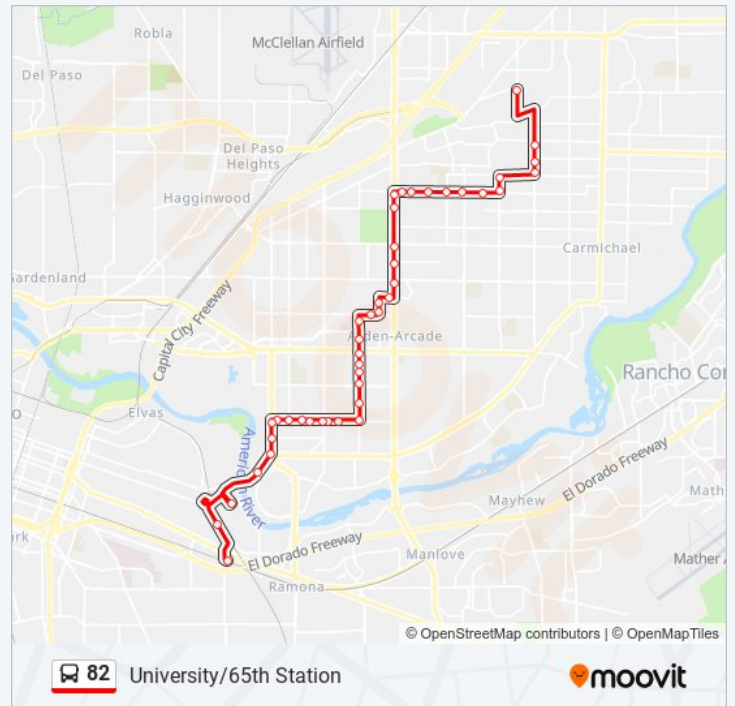 Robla
McClellan Airfield
Del Paso
Del Paso
Heights
Hagginwood
Carmichael
Gardenland
Capital City Freeway
Arden-Arcade
Rancho Cor
Elvas
American River
El Dorado Freeway
Mayhew
Math
El Dorado Freeway
Manlove
Mather A
Ramona
© OpenStreetMap contributors | © OpenMapTiles
82 University/65th Station
moovit